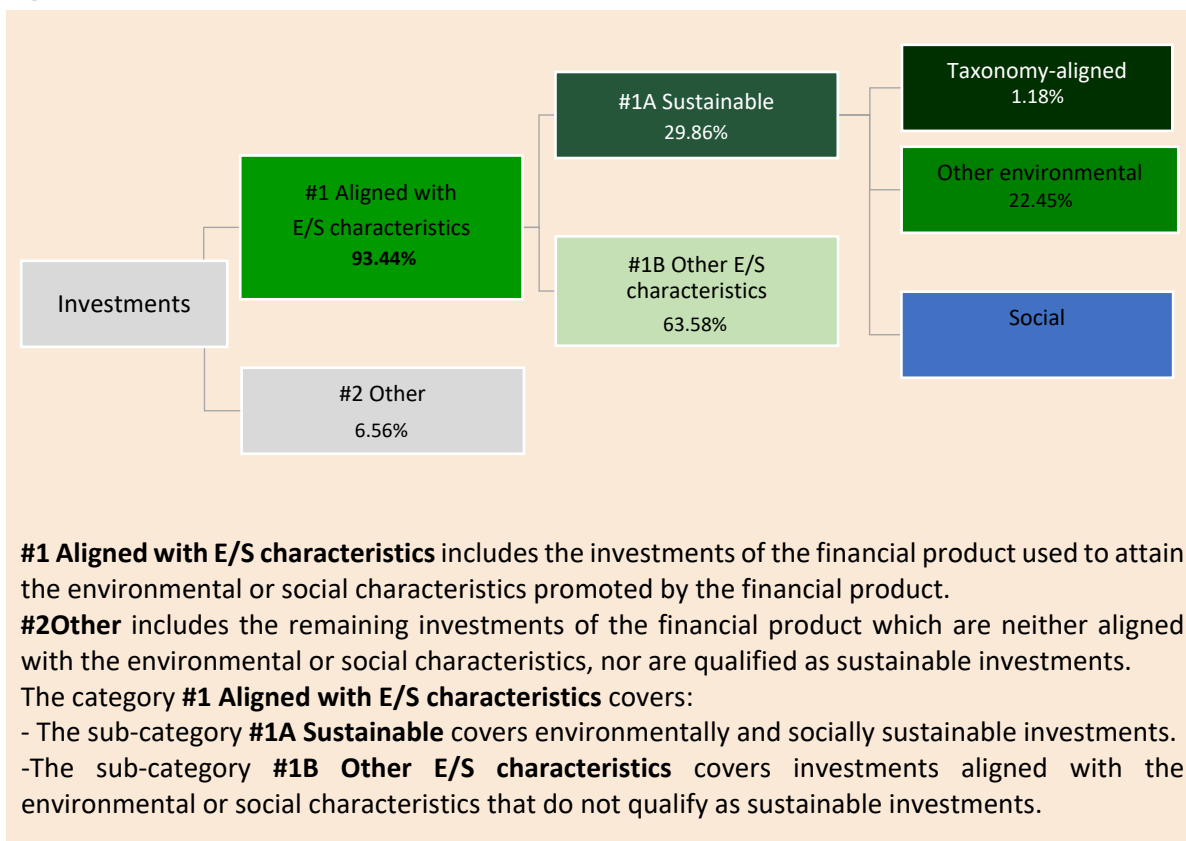 Investments
#1 Aligned with
E/S characteristics
93.44%
#2 Other
6.56%
#1A Sustainable
29.86%
#1B Other E/S
characteristics
63.58%
Taxonomy-aligned
1.18%
Other environmental
22.45%
Social
#1 Aligned with E/S characteristics includes the investments of the financial product used to attain
the environmental or social characteristics promoted by the financial product.
#2Other includes the remaining investments of the financial product which are neither aligned
with the environmental or social characteristics, nor are qualified as sustainable investments.
The category #1 Aligned with E/S characteristics covers:
- The sub-category #1A Sustainable covers environmentally and socially sustainable investments.
-The sub-category #1B Other E/S characteristics covers investments aligned with the
environmental or social characteristics that do not qualify as sustainable investments.